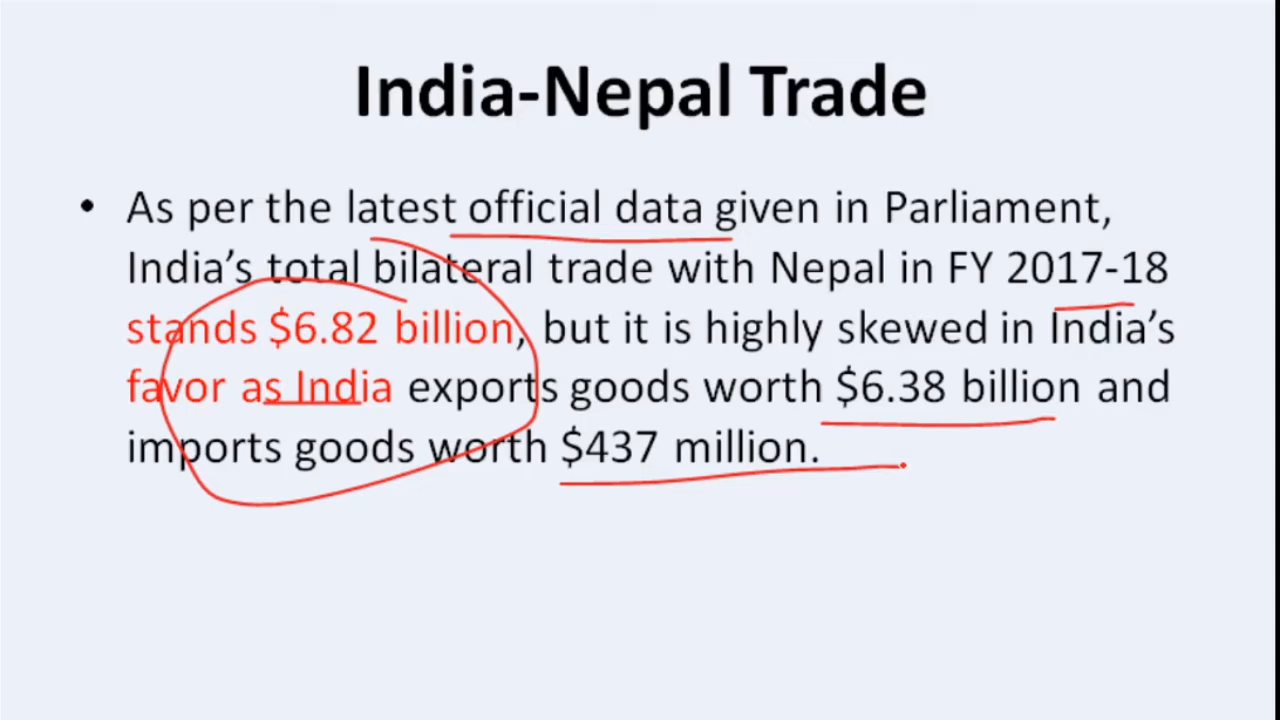 India-Nepal Trade
• As per the latest official data given in Parliament,
India's total bilateral trade with Nepal in FY 2017-18
stands $6.82 billion, but it is highly skewed in India's
favor as India exports goods worth $6.38 billion and
imports goods worth $437 million.